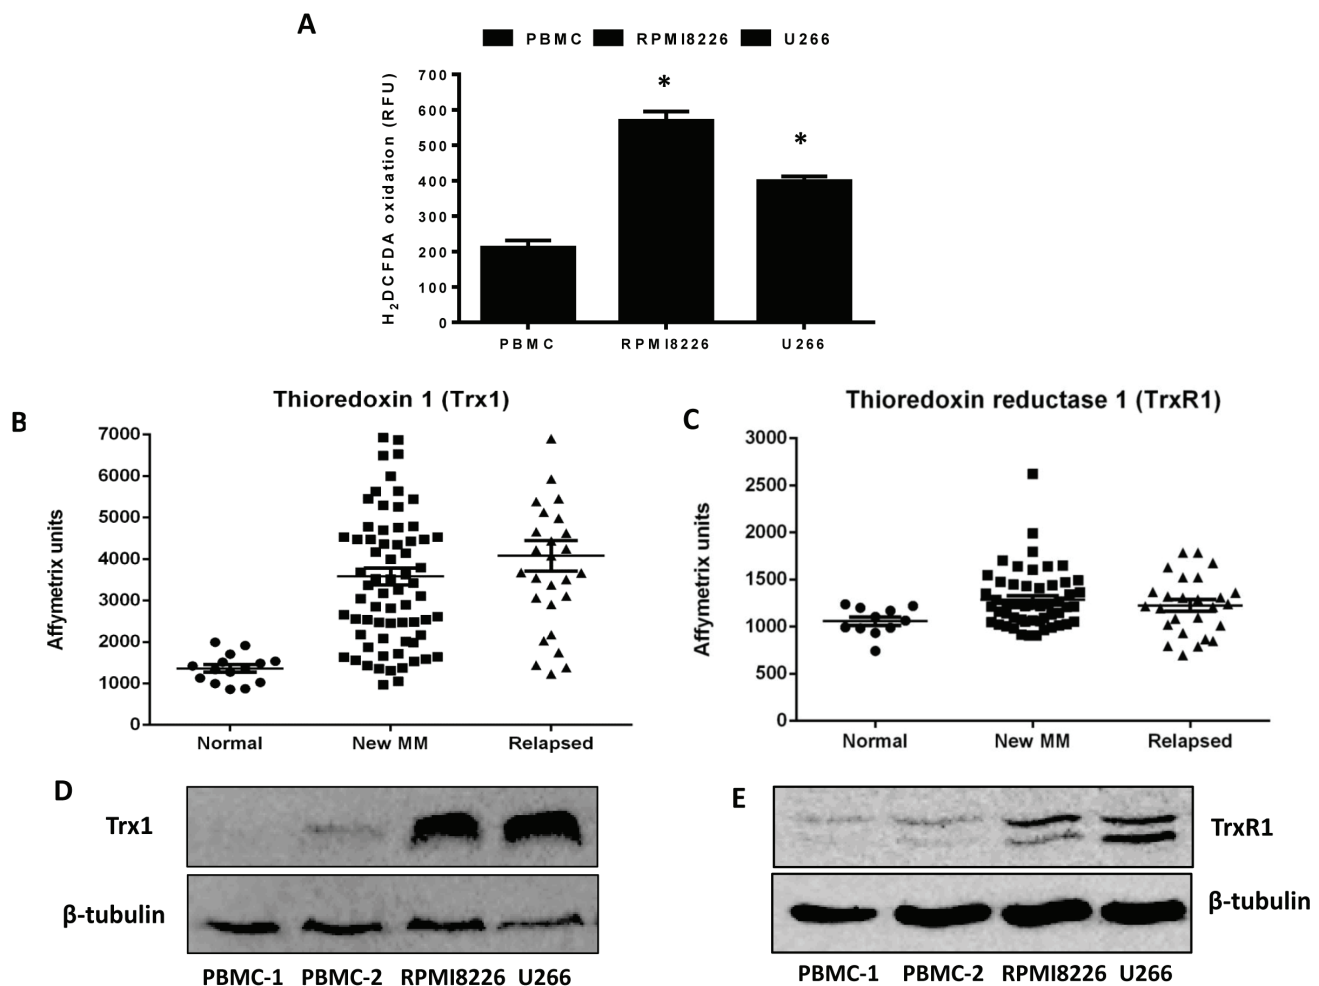 A
PBMC RPMI8226 U266
H2DCFDA oxidation (RFU)
700
600
500
400
300
200
100
0
*
*
PBMC RPMI8226 U266
B
Thioredoxin 1 (Trx1)
Affymetrix units
7000
6000
5000
4000
3000
2000
1000
0
Normal New MM Relapsed
C
Thioredoxin reductase 1 (TrxR1)
Affymetrix units
3000
2500
2000
1500
1000
500
0
Normal New MM Relapsed
D
Trx1
β-tubulin
PBMC-1 PBMC-2 RPMI8226 U266
E
TrxR1
β-tubulin
PBMC-1 PBMC-2 RPMI8226 U266